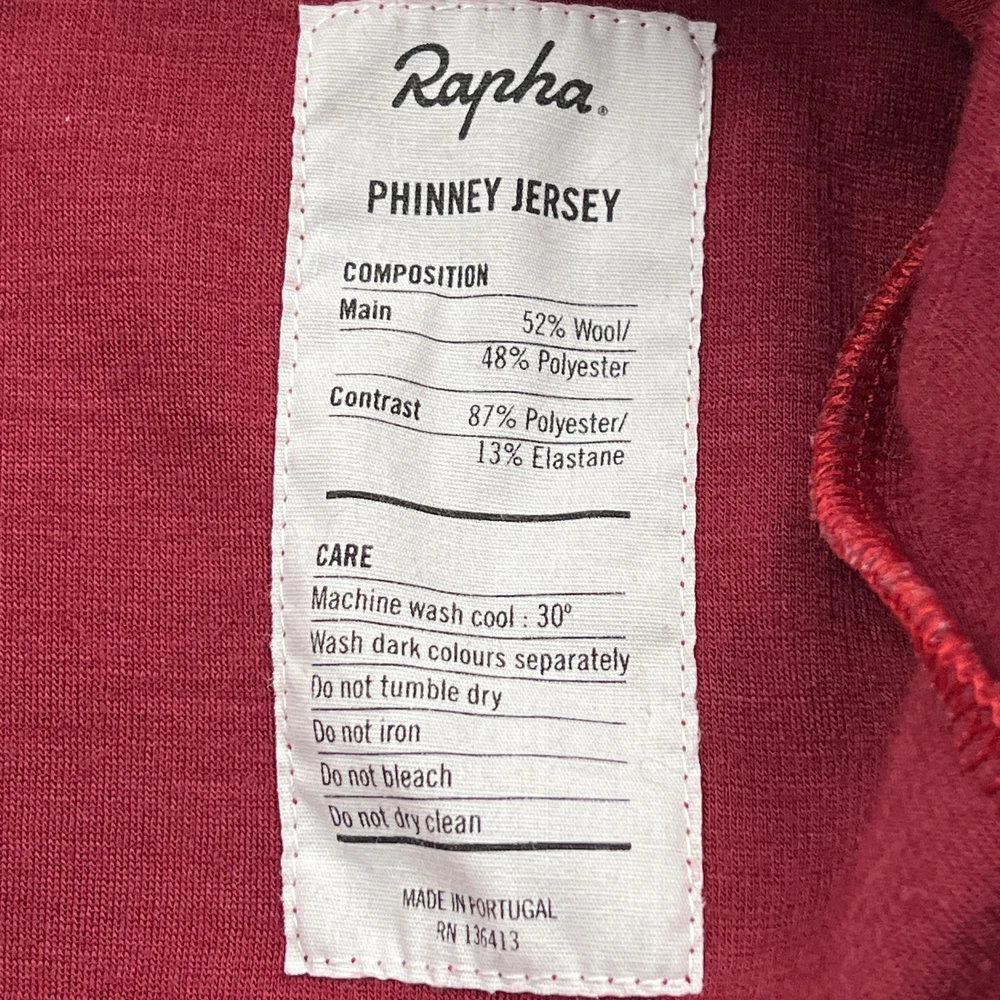 Rapha®
PHINNEY JERSEY
COMPOSITION
Main 52% Wool/
48% Polyester
Contrast 87% Polyester/
13% Elastane
CARE
Machine wash cool : 30º
Wash dark colours separately
Do not tumble dry
Do not iron
Do not bleach
Do not dry clean
MADE IN PORTUGAL
RN 136413